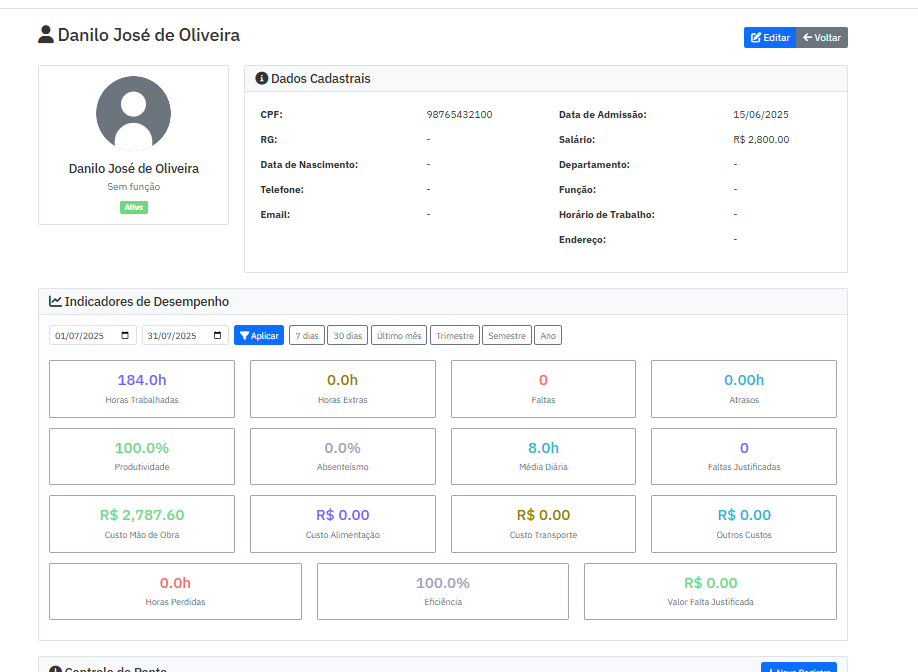 Danilo José de Oliveira
Editar
Voltar
Danilo José de Oliveira
Sem função
Ativo
Dados Cadastrais
CPF: 98765432100
RG: -
Data de Nascimento: -
Telefone: -
Email: -
Data de Admissão: 15/06/2025
Salário: R$ 2,800.00
Departamento: -
Função: -
Horário de Trabalho: -
Endereço: -
Indicadores de Desempenho
01/07/2025 31/07/2025 Aplicar 7 dias 30 dias Último mês Trimestre Semestre Ano
184.0h
Horas Trabalhadas
0.0h
Horas Extras
0
Faltas
0.00h
Atrasos
100.0%
Produtividade
0.0%
Absenteísmo
8.0h
Média Diária
0
Faltas Justificadas
R$ 2,787.60
Custo Mão de Obra
R$ 0.00
Custo Alimentação
R$ 0.00
Custo Transporte
R$ 0.00
Outros Custos
0.0h
Horas Perdidas
100.0%
Eficiência
R$ 0.00
Valor Falta Justificada
Controle de Ponto
Novo Registro